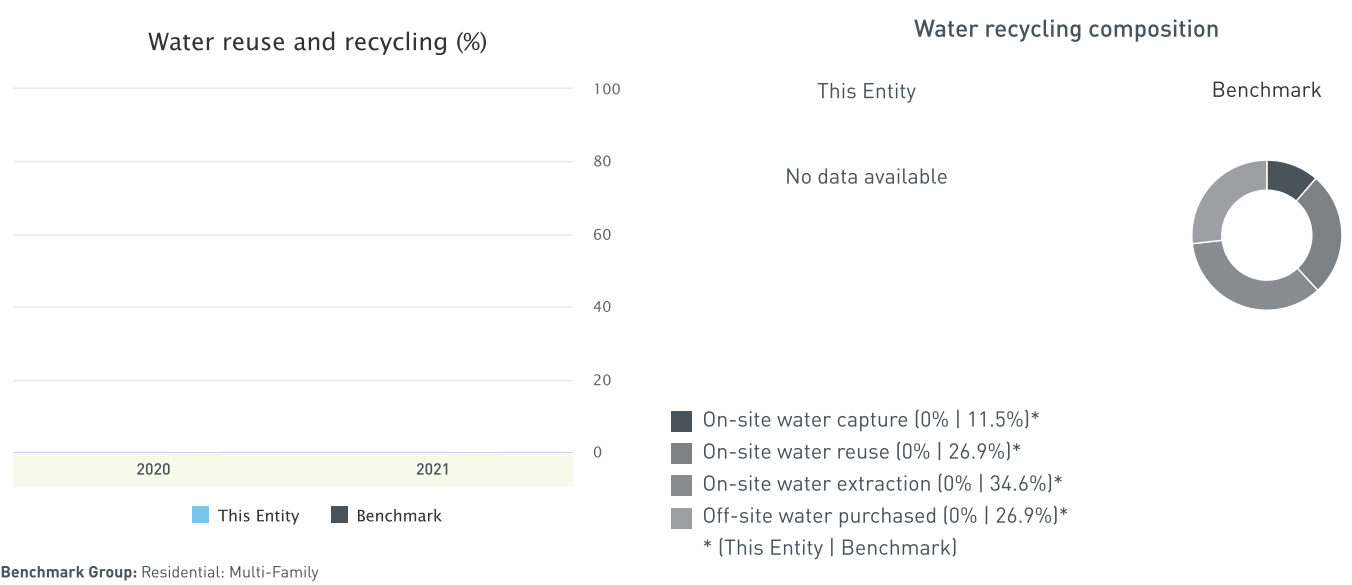 Water reuse and recycling (%)
100
80
60
40
20
0
2020 2021
This Entity Benchmark
Benchmark Group: Residential: Multi-Family
Water recycling composition
This Entity Benchmark
No data available
On-site water capture (0% | 11.5%)*
On-site water reuse (0% | 26.9%)*
On-site water extraction (0% | 34.6%)*
Off-site water purchased (0% | 26.9%)*
* (This Entity | Benchmark)